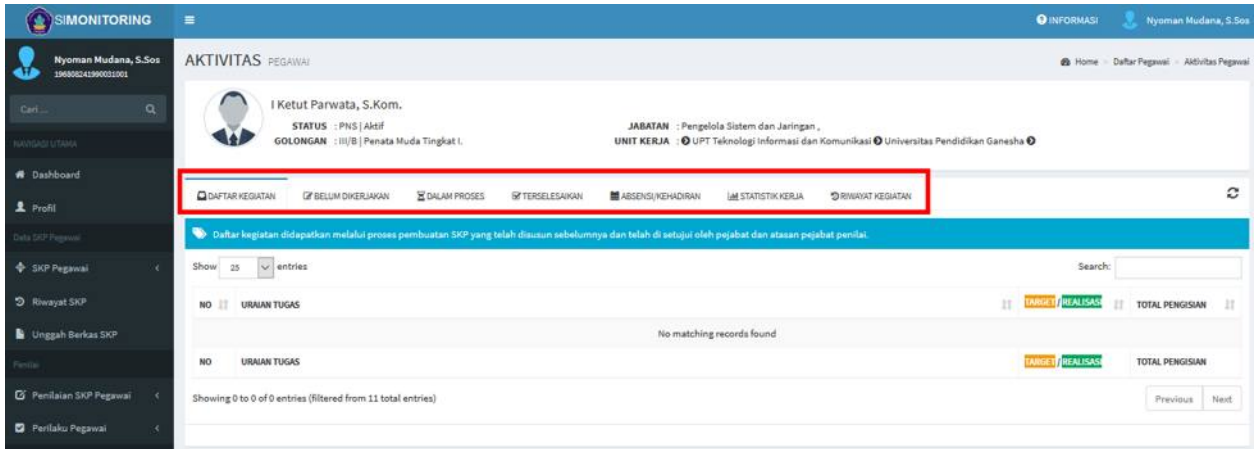 SIMONITORING
INFORMASI
Nyoman Mudana, S.Sos
Nyoman Mudana, S.Sos
196808241990031001
Cari...
NAVIGASI UTAMA
Dashboard
Profil
Data SKP Pegawai
SKP Pegawai
Riwayat SKP
Unggah Berkas SKP
Penilai
Penilaian SKP Pegawai
Perilaku Pegawai
AKTIVITAS PEGAWAI
Home > Daftar Pegawai > Aktivitas Pegawai
I Ketut Parwata, S.Kom.
STATUS : PNS | Aktif
GOLONGAN : III/B | Penata Muda Tingkat I.
JABATAN : Pengelola Sistem dan Jaringan ,
UNIT KERJA : UPT Teknologi Informasi dan Komunikasi Universitas Pendidikan Ganesha
DAFTAR KEGIATAN BELUM DIKERJAKAN DALAM PROSES TERSELESAIKAN ABSENSI/KEHADIRAN STATISTIK KERJA RIWAYAT KEGIATAN
Daftar kegiatan didapatkan melalui proses pembuatan SKP yang telah disusun sebelumnya dan telah di setujui oleh pejabat dan atasan pejabat penilai.
Show 25 entries Search:
NO URAIAN TUGAS TARGET / REALISASI TOTAL PENGISIAN
No matching records found
NO URAIAN TUGAS TARGET / REALISASI TOTAL PENGISIAN
Showing 0 to 0 of 0 entries (filtered from 11 total entries) Previous Next